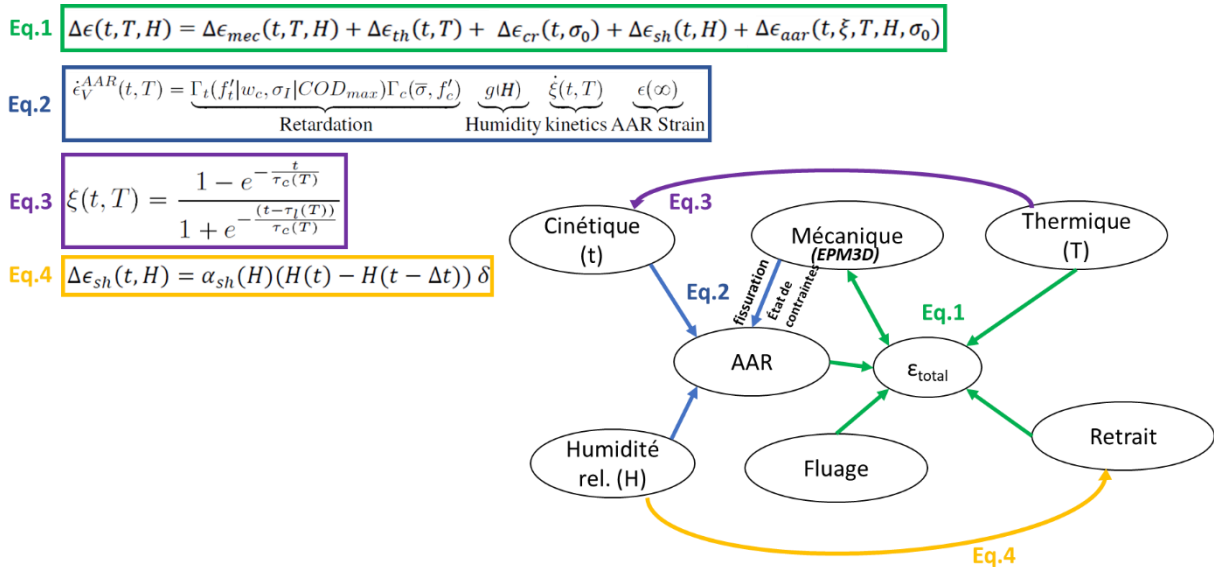 Eq.1 Δϵ(t, T, H) = Δϵ_mec(t, T, H) + Δϵ_th(t, T) + Δϵ_cr(t, σ₀) + Δϵ_sh(t, H) + Δϵ_aar(t, ξ, T, H, σ₀)
Eq.2 ϵ̇_V^AAR(t, T) = Γ_t(f′_t|w_c, σ_I|COD_max)Γ_c(σ̅, f′_c) g(H) ξ̇(t, T) ϵ(∞)
Retardation Humidity kinetics AAR Strain
Eq.3 ξ(t, T) = (1 − e^(−t/τ_c(T))) / (1 + e^(−(t−τ_l(T))/τ_c(T)))
Eq.4 Δϵ_sh(t, H) = α_sh(H)(H(t) − H(t − Δt)) δ
Eq.3
Cinétique
(t)
Mécanique
(EPM3D)
Thermique
(T)
Eq.2
fissuration
État de
contraintes
Eq.1
AAR
ε_total
Humidité
rel. (H)
Fluage
Retrait
Eq.4